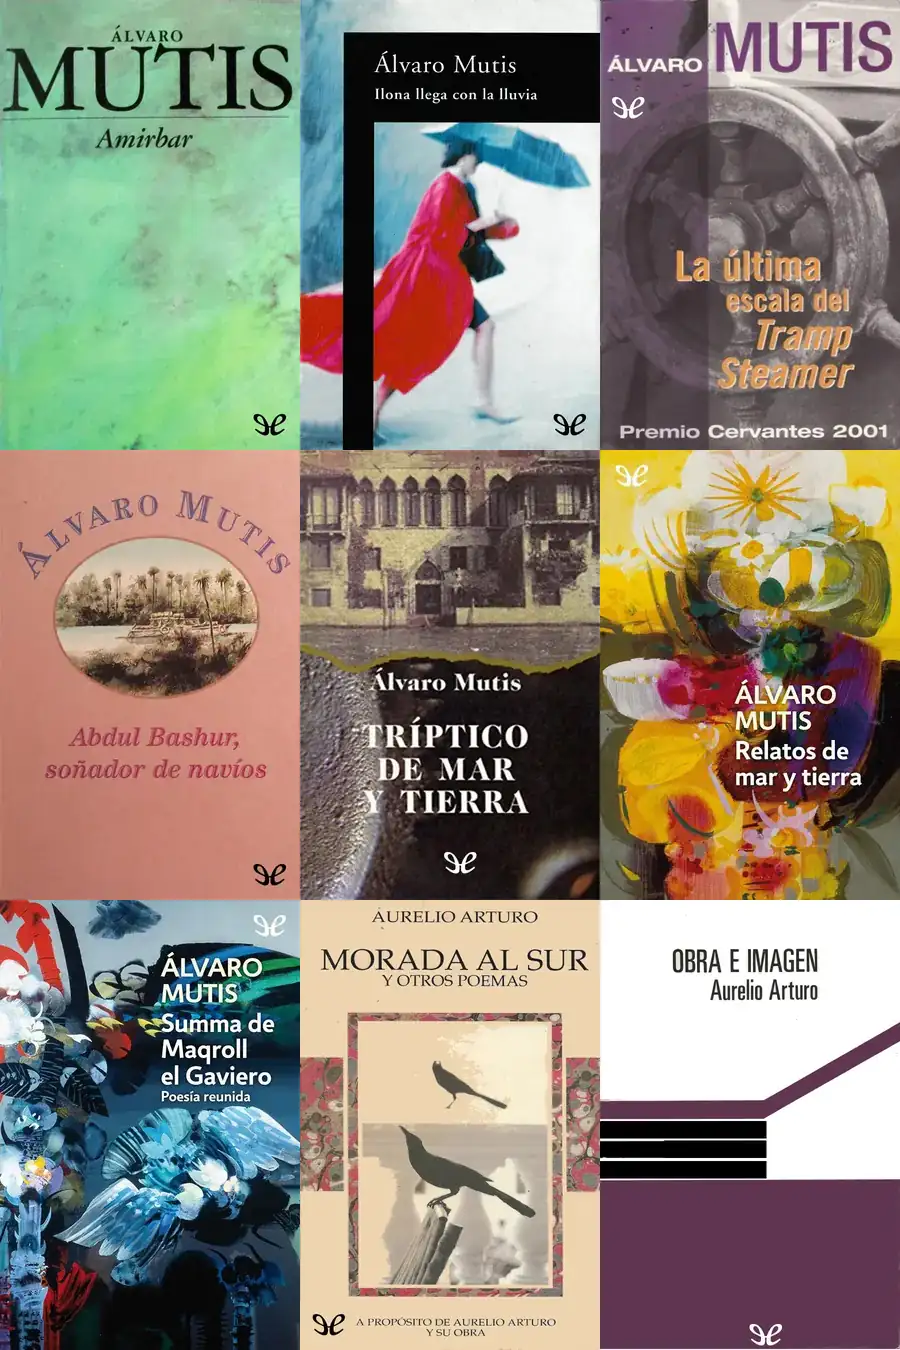 ÁLVARO
MUTIS
Amirbar
Álvaro Mutis
Ilona llega con la lluvia
ÁLVARO MUTIS
La última
escala del
Tramp
Steamer
Premio Cervantes 2001
ÁLVARO MUTIS
Abdul Bashur,
soñador de navíos
Álvaro Mutis
TRÍPTICO
DE MAR
Y TIERRA
ÁLVARO
MUTIS
Relatos de
mar y tierra
ÁLVARO
MUTIS
Summa de
Maqroll
el Gaviero
Poesía reunida
AURELIO ARTURO
MORADA AL SUR
Y OTROS POEMAS
A PROPÓSITO DE AURELIO ARTURO
Y SU OBRA
OBRA E IMAGEN
Aurelio Arturo